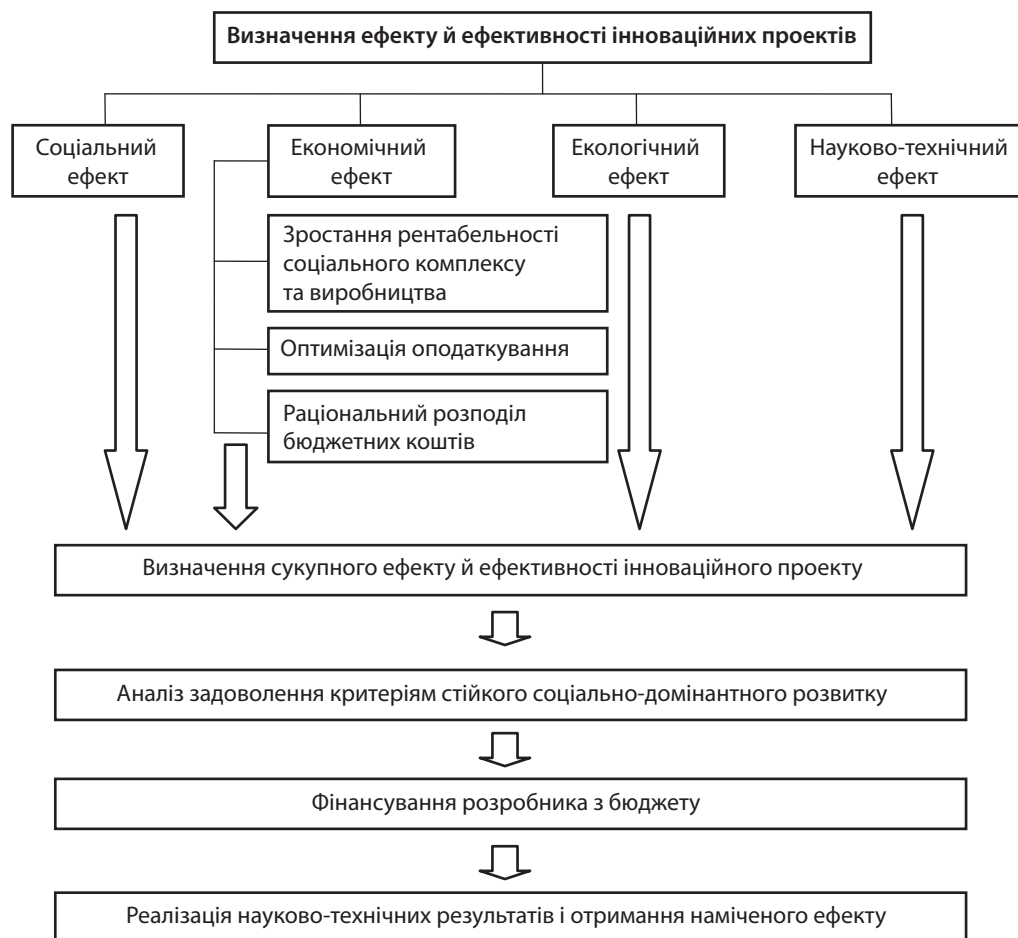 Визначення ефекту й ефективності інноваційних проектів
Соціальний
ефект
Економічний
ефект
Екологічний
ефект
Науково-технічний
ефект
Зростання рентабельності
соціального комплексу
та виробництва
Оптимізація оподаткування
Раціональний розподіл
бюджетних коштів
Визначення сукупного ефекту й ефективності інноваційного проекту
Аналіз задоволення критеріям стійкого соціально-домінантного розвитку
Фінансування розробника з бюджету
Реалізація науково-технічних результатів і отримання наміченого ефекту